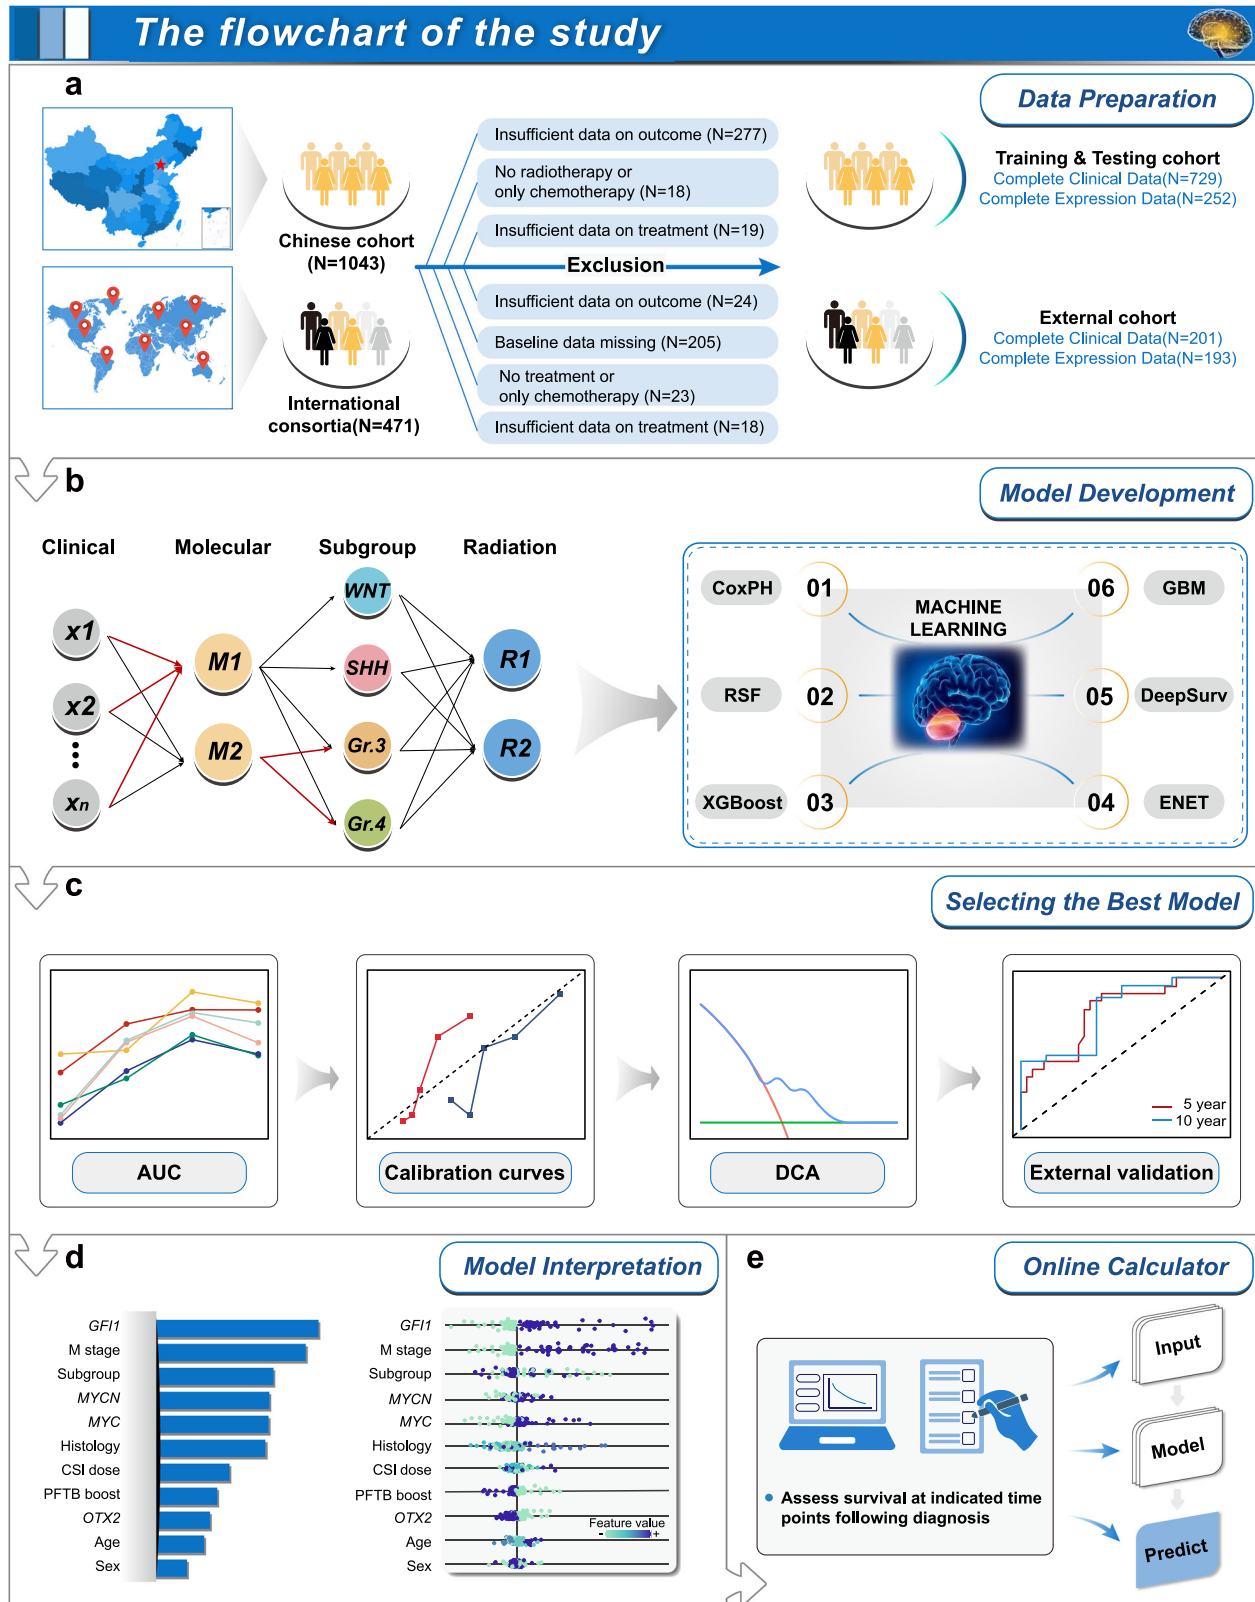 The flowchart of the study
a
Data Preparation
Chinese cohort
(N=1043)
International
consortia(N=471)
Insufficient data on outcome (N=277)
No radiotherapy or
only chemotherapy (N=18)
Insufficient data on treatment (N=19)
Exclusion
Insufficient data on outcome (N=24)
Baseline data missing (N=205)
No treatment or
only chemotherapy (N=23)
Insufficient data on treatment (N=18)
Training & Testing cohort
Complete Clinical Data(N=729)
Complete Expression Data(N=252)
External cohort
Complete Clinical Data(N=201)
Complete Expression Data(N=193)
b
Model Development
Clinical
Molecular
Subgroup
Radiation
x1
x2
xn
M1
M2
WNT
SHH
Gr.3
Gr.4
R1
R2
MACHINE
LEARNING
CoxPH
01
RSF
02
XGBoost
03
04
ENET
05
DeepSurv
06
GBM
c
Selecting the Best Model
AUC
Calibration curves
DCA
5 year
10 year
External validation
d
Model Interpretation
GFI1
M stage
Subgroup
MYCN
MYC
Histology
CSI dose
PFTB boost
OTX2
Age
Sex
GFI1
M stage
Subgroup
MYCN
MYC
Histology
CSI dose
PFTB boost
OTX2
Age
Sex
Feature value
- +
e
Online Calculator
Assess survival at indicated time
points following diagnosis
Input
Model
Predict